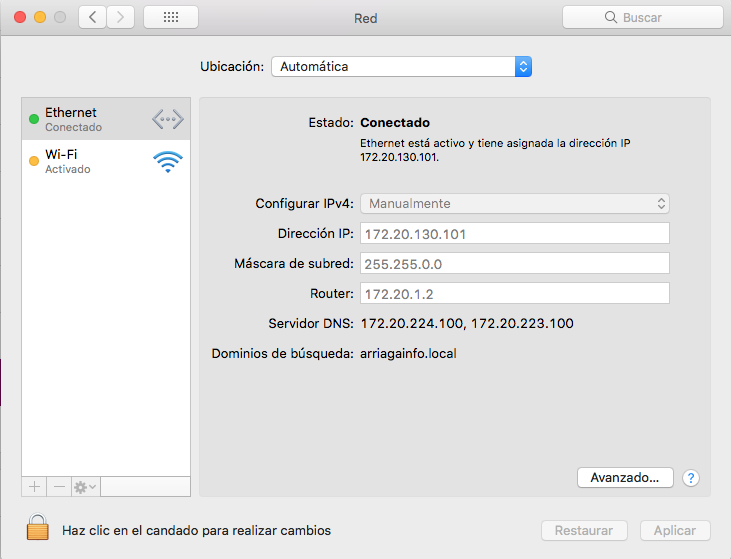 Red
Buscar
Ubicación: Automática
Ethernet
Conectado
Wi-Fi
Activado
Estado: Conectado
Ethernet está activo y tiene asignada la dirección IP
172.20.130.101.
Configurar IPv4: Manualmente
Dirección IP: 172.20.130.101
Máscara de subred: 255.255.0.0
Router: 172.20.1.2
Servidor DNS: 172.20.224.100, 172.20.223.100
Dominios de búsqueda: arriagainfo.local
Avanzado... ?
Haz clic en el candado para realizar cambios
Restaurar Aplicar